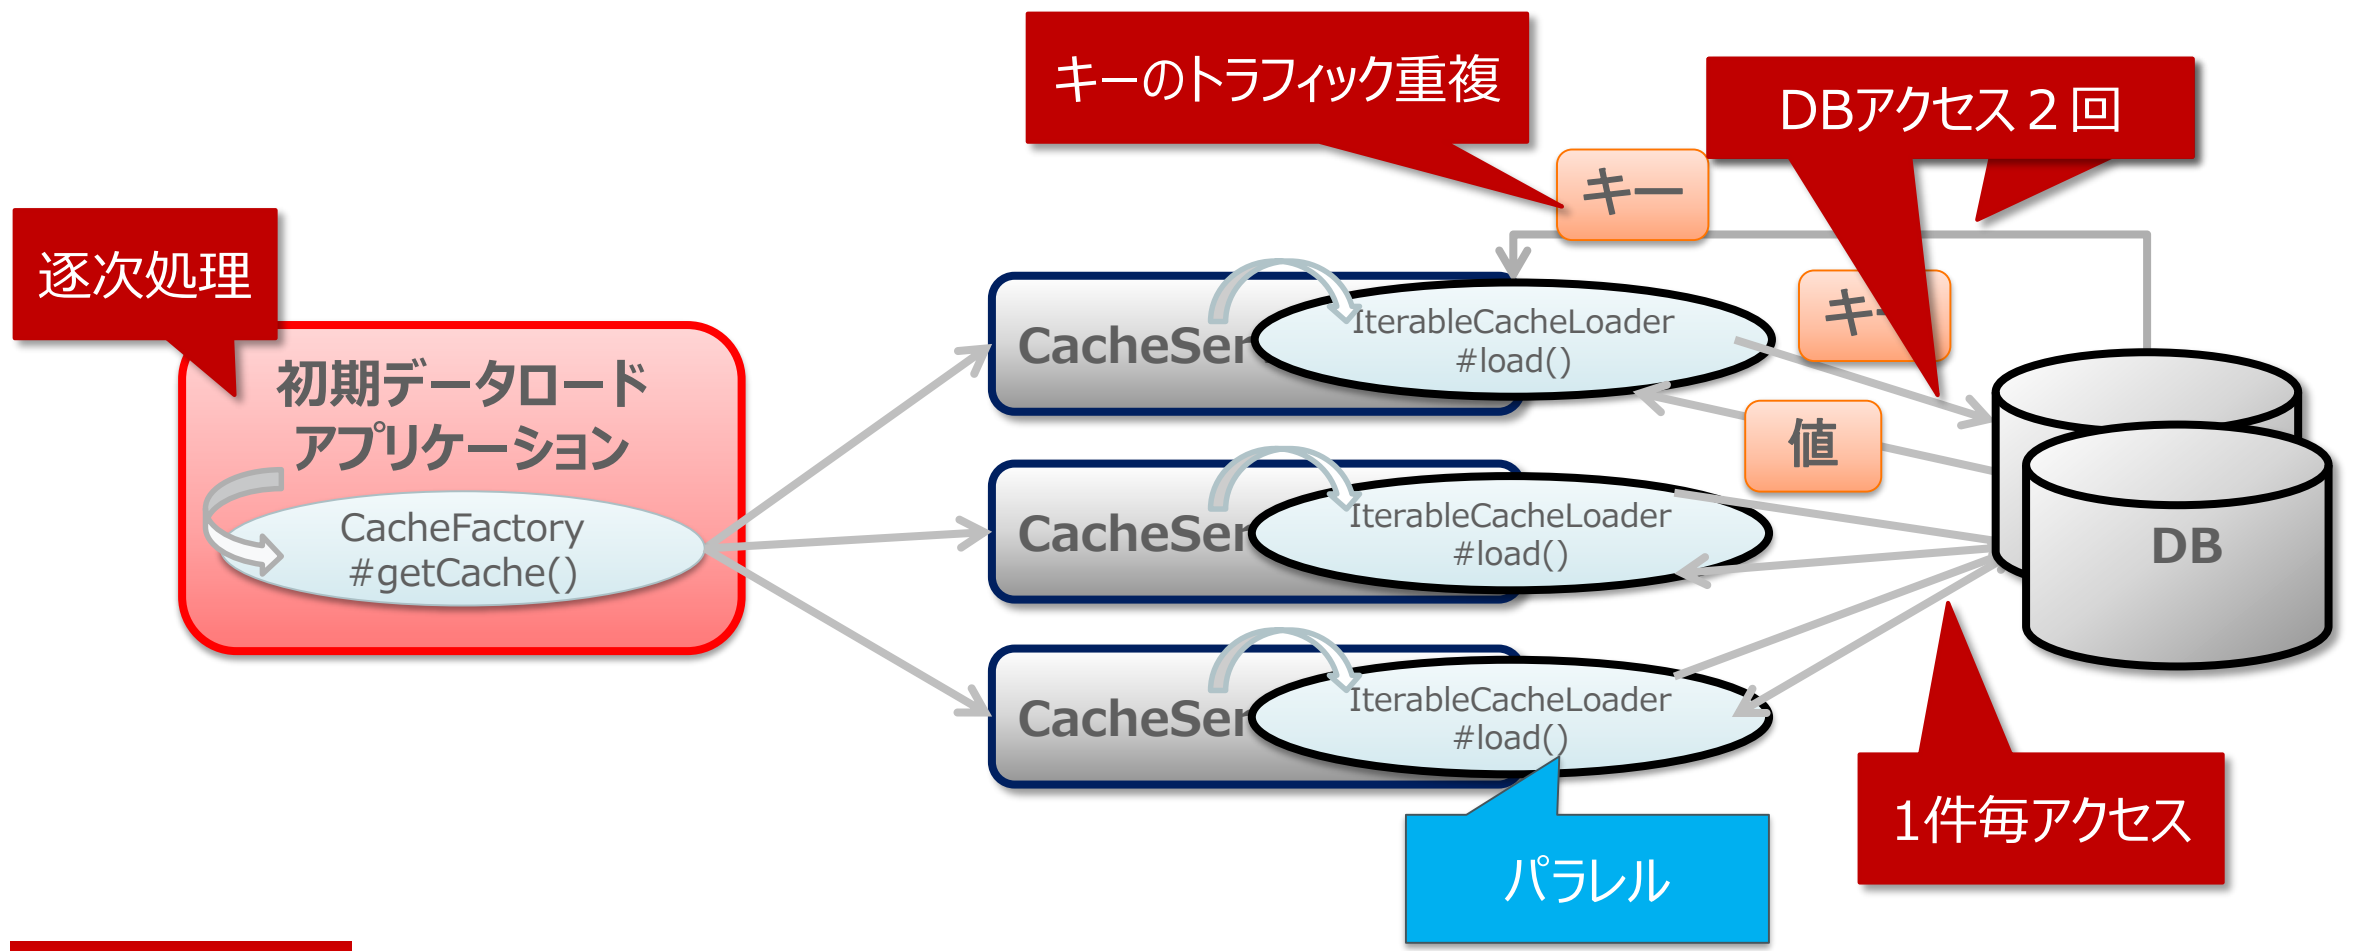 キーのトラフィック重複
DBアクセス２回
キー
逐次処理
キー
初期データロード
アプリケーション
CacheSer
IterableCacheLoader
#load()
値
CacheFactory
#getCache()
CacheSer
IterableCacheLoader
#load()
DB
CacheSer
IterableCacheLoader
#load()
1件毎アクセス
パラレル